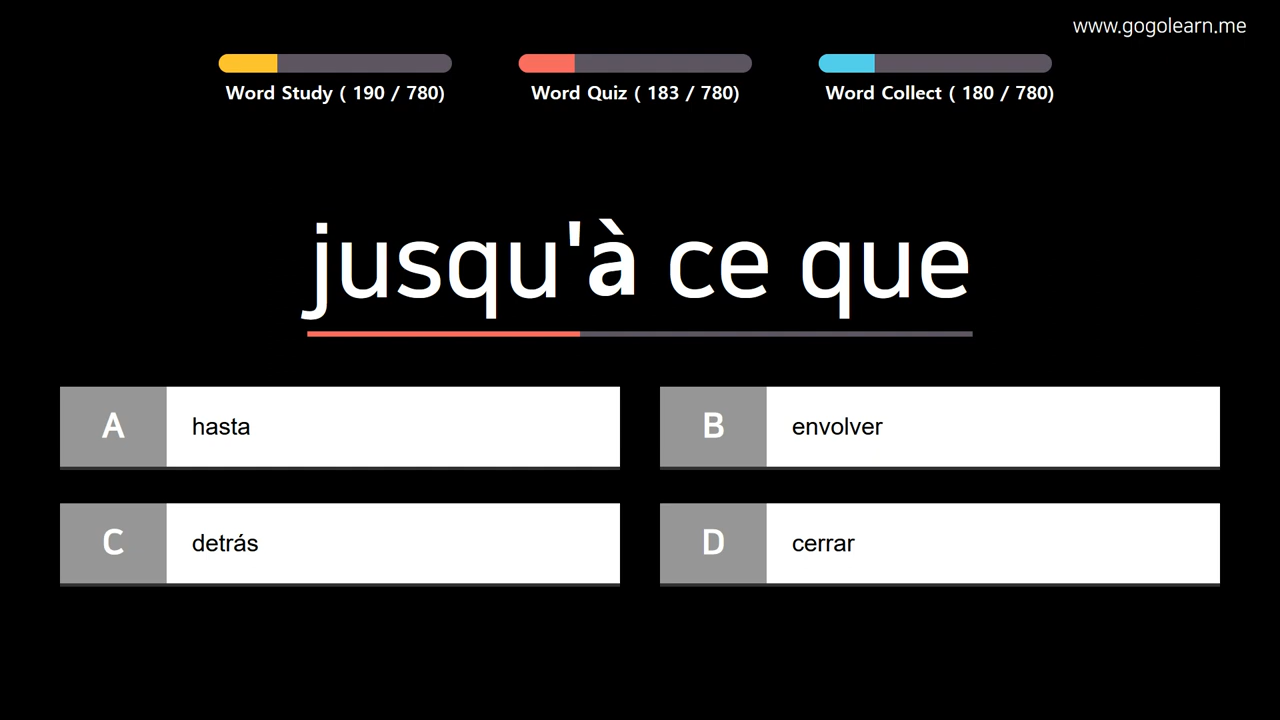 www.gogolearn.me
Word Study ( 190 / 780)
Word Quiz ( 183 / 780)
Word Collect ( 180 / 780)
jusqu'à ce que
A
hasta
B
envolver
C
detrás
D
cerrar